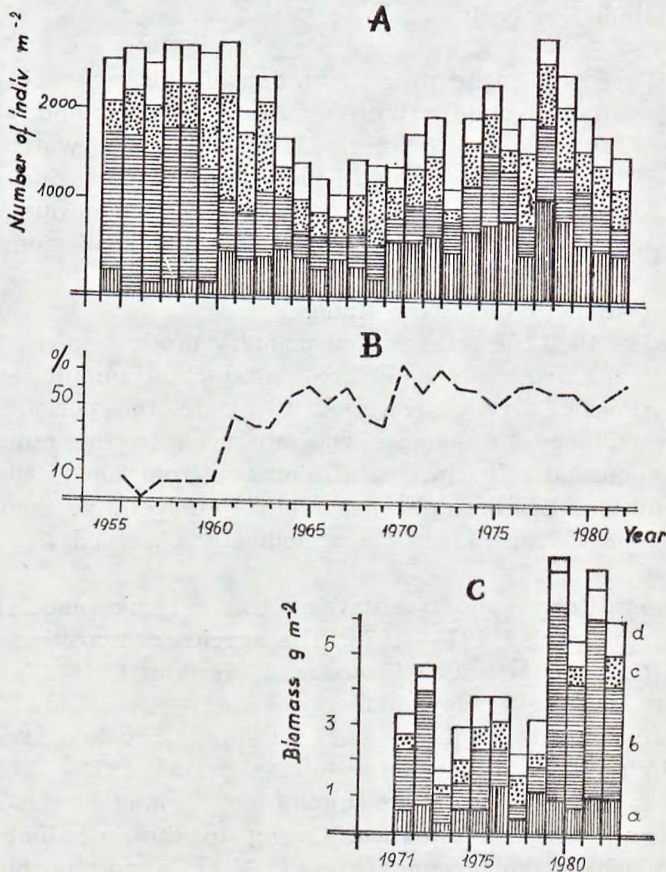 A
Number of indiv m⁻²
2000
1000
B
%
50
10
1955 1960 1965 1970 1975 1980 Year
C
Biomass g m⁻²
5
3
1
d
c
b
a
1971 1975 1980